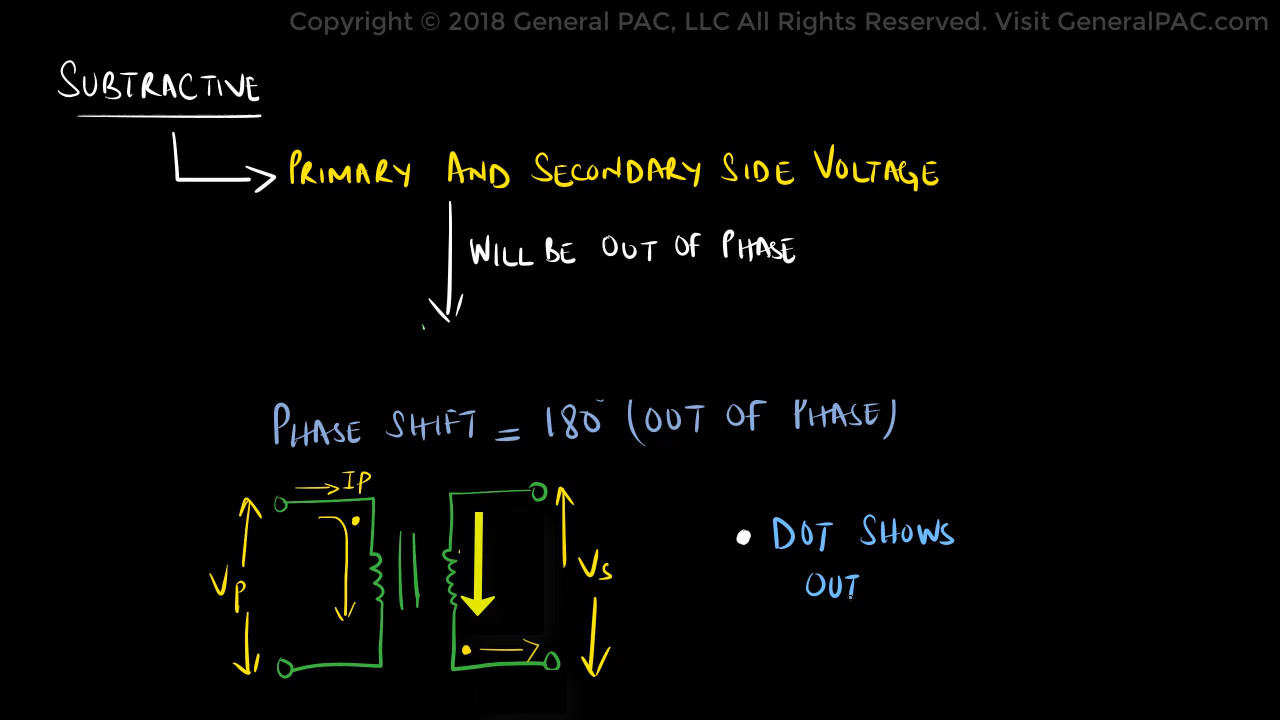 Copyright © 2018 General PAC, LLC All Rights Reserved. Visit GeneralPAC.com
SUBTRACTIVE
PRIMARY AND SECONDARY SIDE VOLTAGE
WILL BE OUT OF PHASE
PHASE SHIFT = 180° (OUT OF PHASE)
IP
Vp
Vs
• DOT SHOWS
OUT